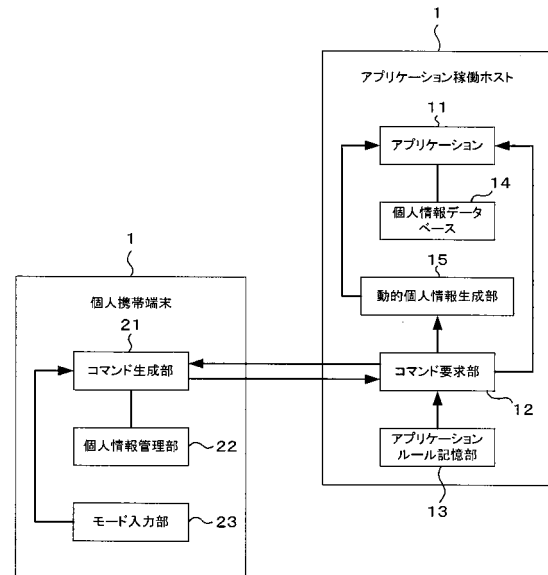 1
アプリケーション稼働ホスト
11
アプリケーション
14
個人情報データ
ベース
15
動的個人情報生成部
コマンド要求部
12
アプリケーション
ルール記憶部
13
1
個人携帯端末
21
コマンド生成部
個人情報管理部
22
モード入力部
23